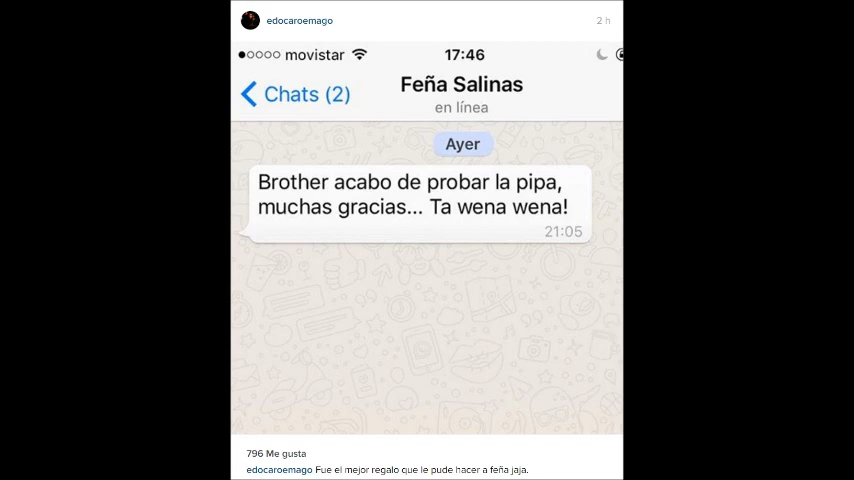 edocaroemago
2 h
movistar
17:46
Chats (2)
Feña Salinas
en línea
Ayer
Brother acabo de probar la pipa,
muchas gracias... Ta wena wena!
21:05
796 Me gusta
edocaroemago Fue el mejor regalo que le pude hacer a feña jaja.